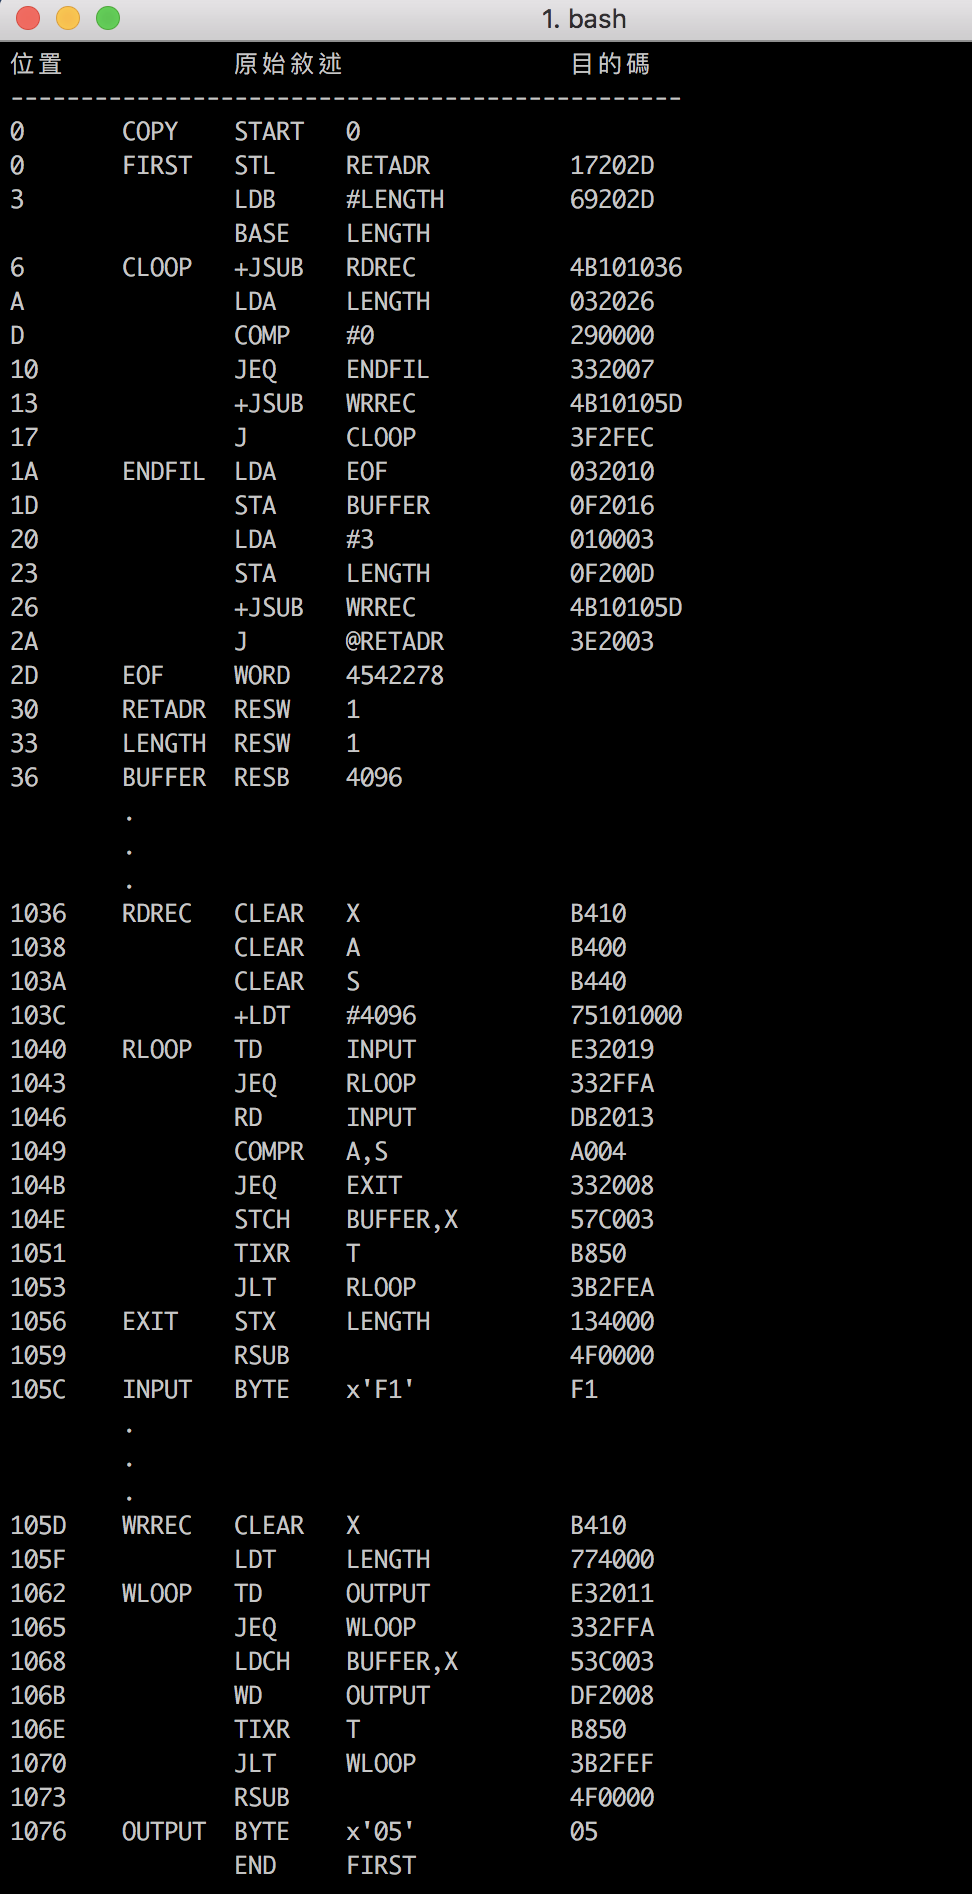 1. bash
位置 原始敘述 目的碼
------------------------------------------------
0 COPY START 0
0 FIRST STL RETADR 17202D
3 LDB #LENGTH 69202D
BASE LENGTH
6 CLOOP +JSUB RDREC 4B101036
A LDA LENGTH 032026
D COMP #0 290000
10 JEQ ENDFIL 332007
13 +JSUB WRREC 4B10105D
17 J CLOOP 3F2FEC
1A ENDFIL LDA EOF 032010
1D STA BUFFER 0F2016
20 LDA #3 010003
23 STA LENGTH 0F200D
26 +JSUB WRREC 4B10105D
2A J @RETADR 3E2003
2D EOF WORD 4542278
30 RETADR RESW 1
33 LENGTH RESW 1
36 BUFFER RESB 4096
.
.
.
1036 RDREC CLEAR X B410
1038 CLEAR A B400
103A CLEAR S B440
103C +LDT #4096 75101000
1040 RLOOP TD INPUT E32019
1043 JEQ RLOOP 332FFA
1046 RD INPUT DB2013
1049 COMPR A,S A004
104B JEQ EXIT 332008
104E STCH BUFFER,X 57C003
1051 TIXR T B850
1053 JLT RLOOP 3B2FEA
1056 EXIT STX LENGTH 134000
1059 RSUB 4F0000
105C INPUT BYTE x'F1' F1
.
.
.
105D WRREC CLEAR X B410
105F LDT LENGTH 774000
1062 WLOOP TD OUTPUT E32011
1065 JEQ WLOOP 332FFA
1068 LDCH BUFFER,X 53C003
106B WD OUTPUT DF2008
106E TIXR T B850
1070 JLT WLOOP 3B2FEF
1073 RSUB 4F0000
1076 OUTPUT BYTE x'05' 05
END FIRST